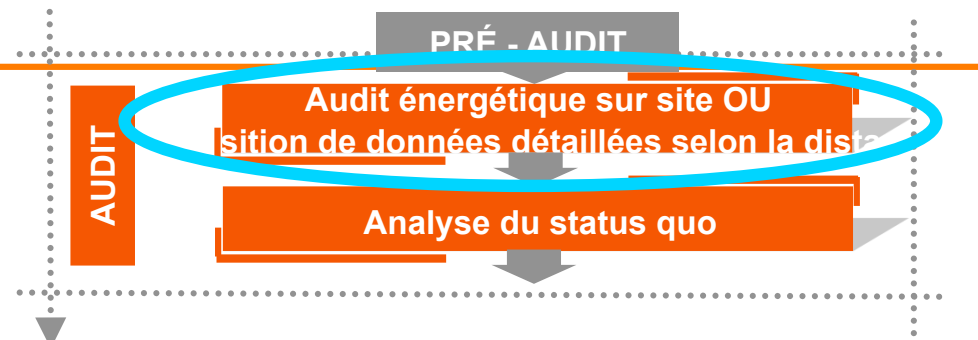 PRÉ - AUDIT
AUDIT
Audit énergétique sur site OU
sition de données détaillées selon la dista
Analyse du status quo